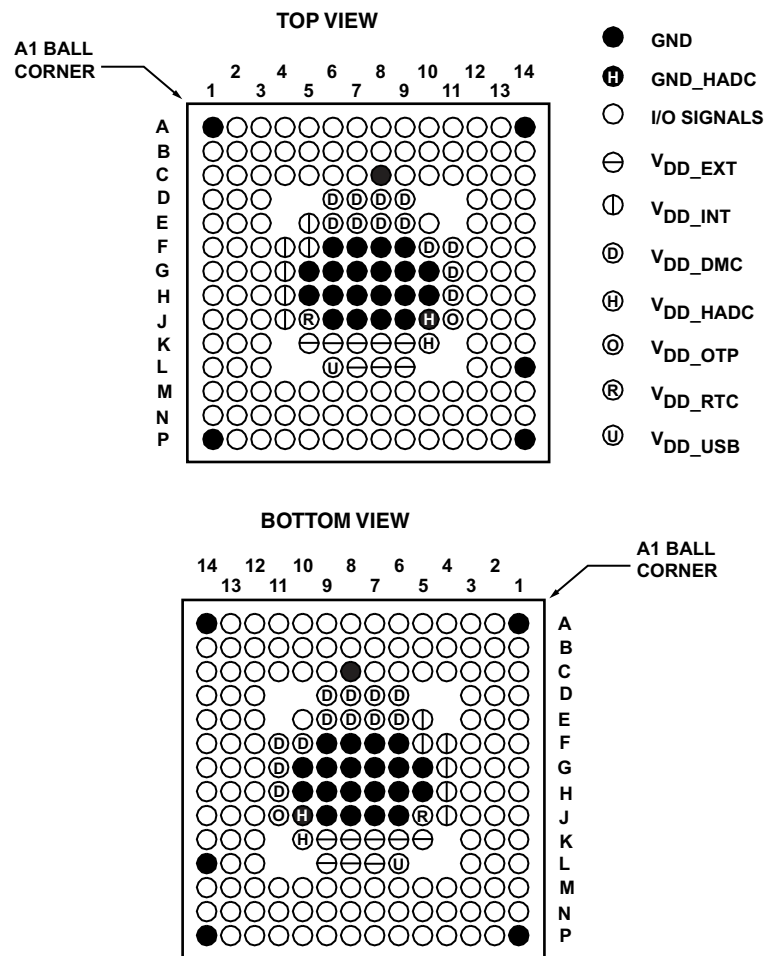 TOP VIEW
A1 BALL
CORNER
2 4 6 8 10 12 14
1 3 5 7 9 11 13
A
B
C
D D D D
E D D D D
F D D
G D
H D
J R H O
K H
L U
M
N
P
GND
H GND_HADC
I/O SIGNALS
VDD_EXT
VDD_INT
D VDD_DMC
H VDD_HADC
O VDD_OTP
R VDD_RTC
U VDD_USB
BOTTOM VIEW
A1 BALL
CORNER
14 12 10 8 6 4 2
13 11 9 7 5 3 1
A
B
C
D D D D D
D D D D E
D D F
D G
D H
O H R J
H K
U L
M
N
P